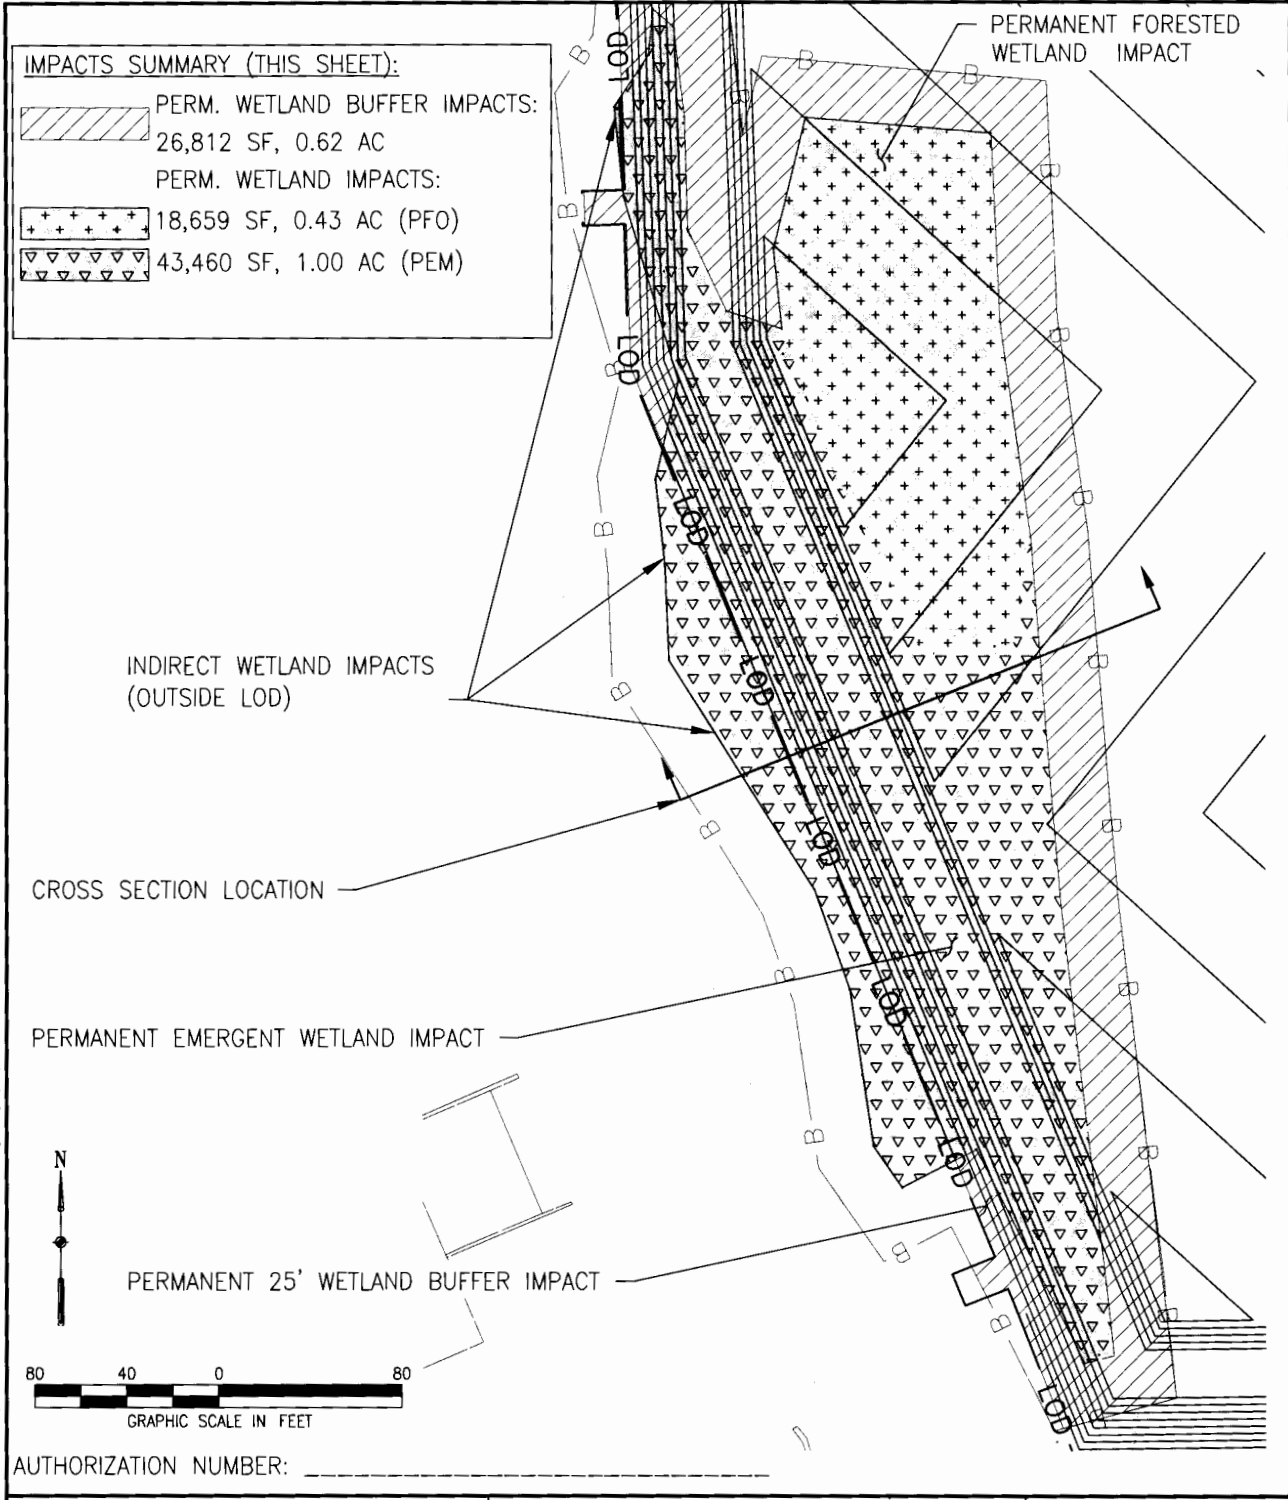 PERMANENT FORESTED
WETLAND IMPACT
IMPACTS SUMMARY (THIS SHEET):
PERM. WETLAND BUFFER IMPACTS:
26,812 SF, 0.62 AC
PERM. WETLAND IMPACTS:
18,659 SF, 0.43 AC (PFO)
43,460 SF, 1.00 AC (PEM)
LOD
B
B
B
B
B
B
B
LOD
B
B
B
LOD
B
INDIRECT WETLAND IMPACTS
(OUTSIDE LOD)
B
LOD
B
B
B
LOD
CROSS SECTION LOCATION
B
B
LOD
PERMANENT EMERGENT WETLAND IMPACT
B
B
LOD
N
B
PERMANENT 25' WETLAND BUFFER IMPACT
B
B
LOD
80 40 0 80
GRAPHIC SCALE IN FEET
AUTHORIZATION NUMBER: